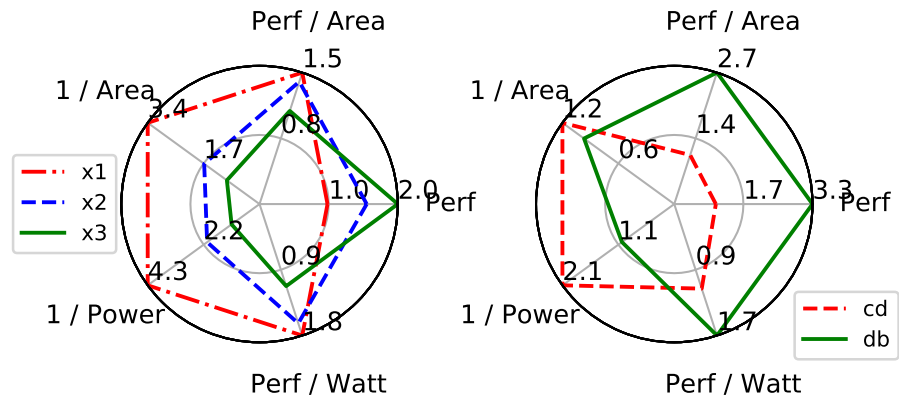 Perf / Area
1.5
1 / Area
3.4
0.8
1.7
1.0
2.0
Perf
x1
x2
x3
2.2
0.9
4.3
1 / Power
1.8
Perf / Watt
Perf / Area
2.7
1 / Area
1.2
1.4
0.6
1.7
3.3
Perf
1.1
0.9
2.1
1 / Power
1.7
cd
db
Perf / Watt